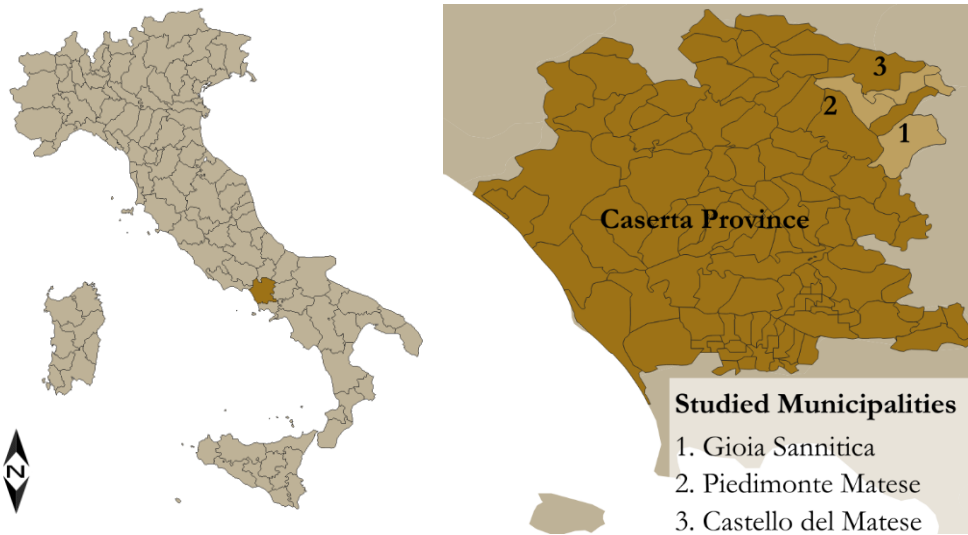 3
2
1
Caserta Province
Studied Municipalities
1. Gioia Sannitica
2. Piedimonte Matese
3. Castello del Matese
N